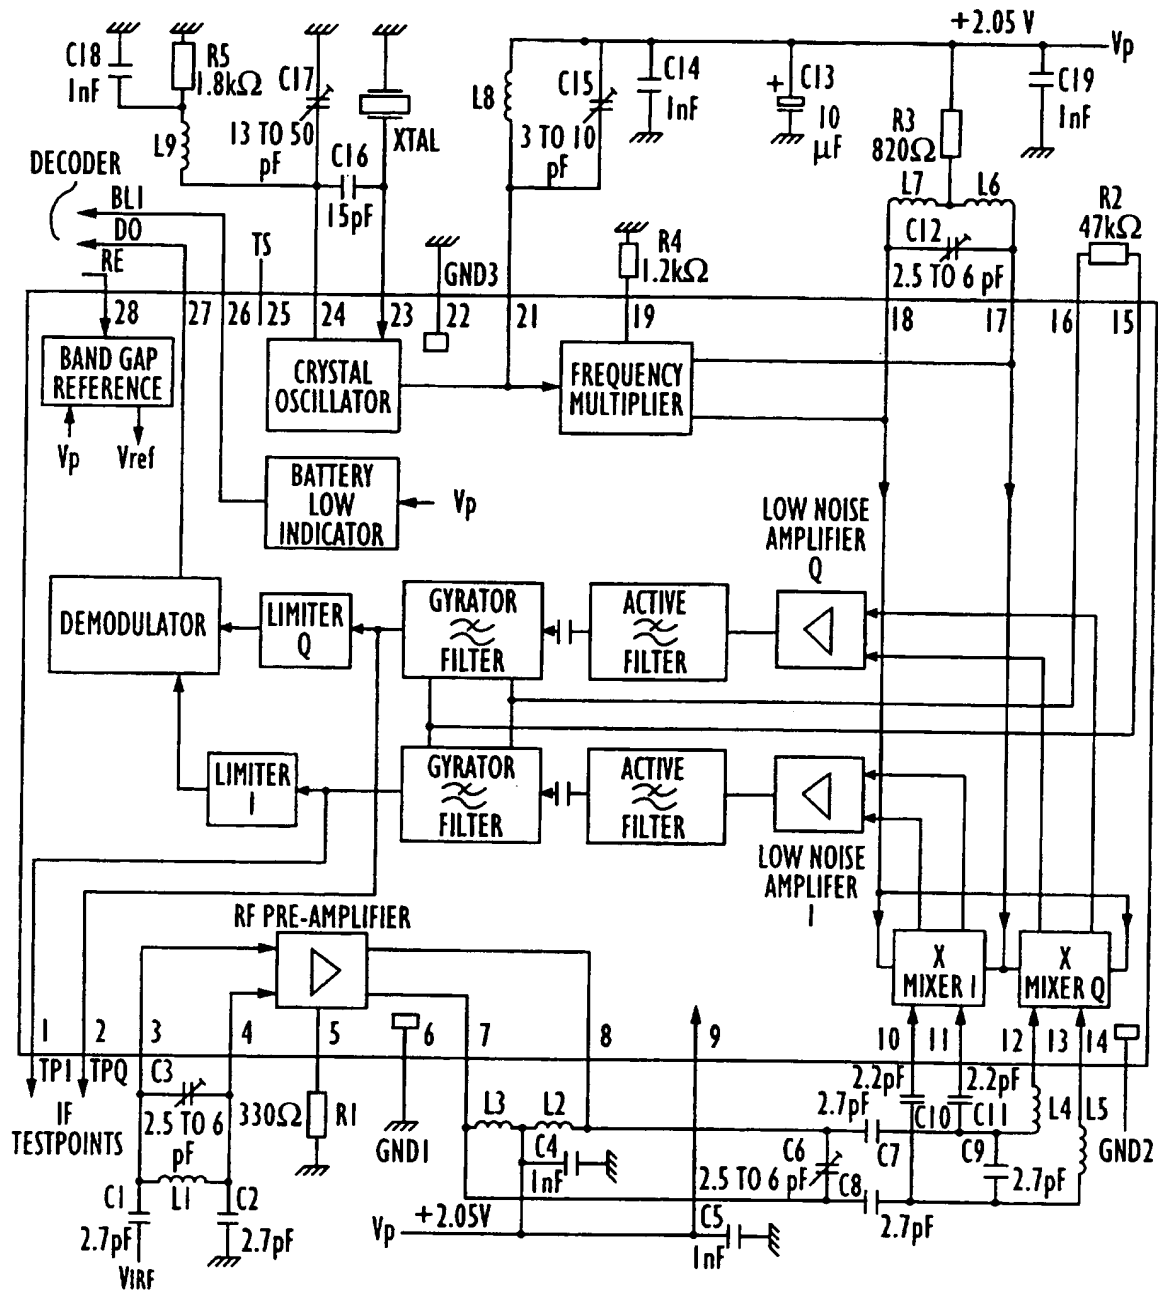 +2.05 V
Vp
C18
1nF
R5
1.8kΩ
C17
13 TO 50
pF
XTAL
L8
C15
3 TO 10
pF
C14
1nF
+
C13
10
µF
R3
820Ω
C19
1nF
L9
C16
15pF
DECODER
BLI
DO
RE
TS
GND3
R4
1.2kΩ
L7
L6
C12
2.5 TO 6 pF
R2
47kΩ
28
27
26
25
24
23
22
21
19
18
17
16
15
BAND GAP
REFERENCE
Vp
Vref
CRYSTAL
OSCILLATOR
FREQUENCY
MULTIPLIER
BATTERY
LOW
INDICATOR
Vp
LOW NOISE
AMPLIFIER
Q
DEMODULATOR
LIMITER
Q
GYRATOR
FILTER
ACTIVE
FILTER
LIMITER
I
GYRATOR
FILTER
ACTIVE
FILTER
LOW NOISE
AMPLIFER
I
RF PRE-AMPLIFIER
X
MIXER I
X
MIXER Q
1
2
3
4
5
6
7
8
9
10
11
12
13
14
TPI
TPQ
IF
TESTPOINTS
C3
2.5 TO 6
pF
330Ω
R1
GND1
L3
L2
C4
1nF
2.2pF
C10
2.2pF
C11
L4
L5
GND2
2.7pF
C7
C6
2.5 TO 6 pF
C8
2.7pF
C9
2.7pF
C1
2.7pF
L1
C2
2.7pF
VIRF
Vp
+2.05V
C5
1nF